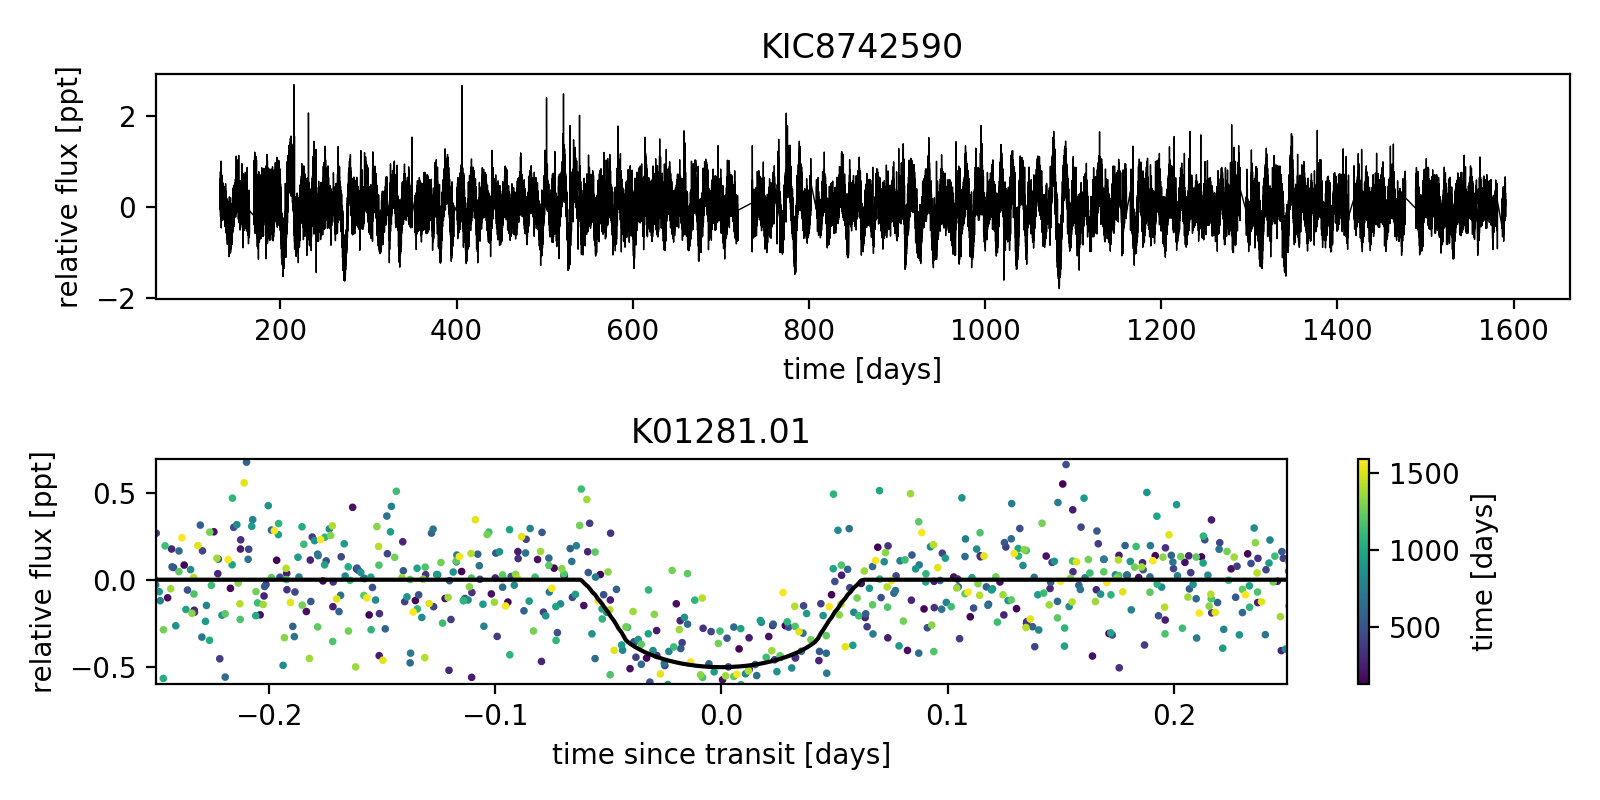 KIC8742590
relative flux [ppt]
2
0
−2
200 400 600 800 1000 1200 1400 1600
time [days]
K01281.01
relative flux [ppt]
0.5
0.0
−0.5
−0.2 −0.1 0.0 0.1 0.2
time since transit [days]
1500
1000
500
time [days]